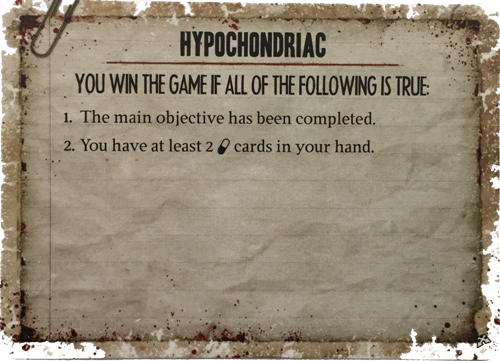 HYPOCHONDRIAC
YOU WIN THE GAME IF ALL OF THE FOLLOWING IS TRUE:
1. The main objective has been completed.
2. You have at least 2 cards in your hand.